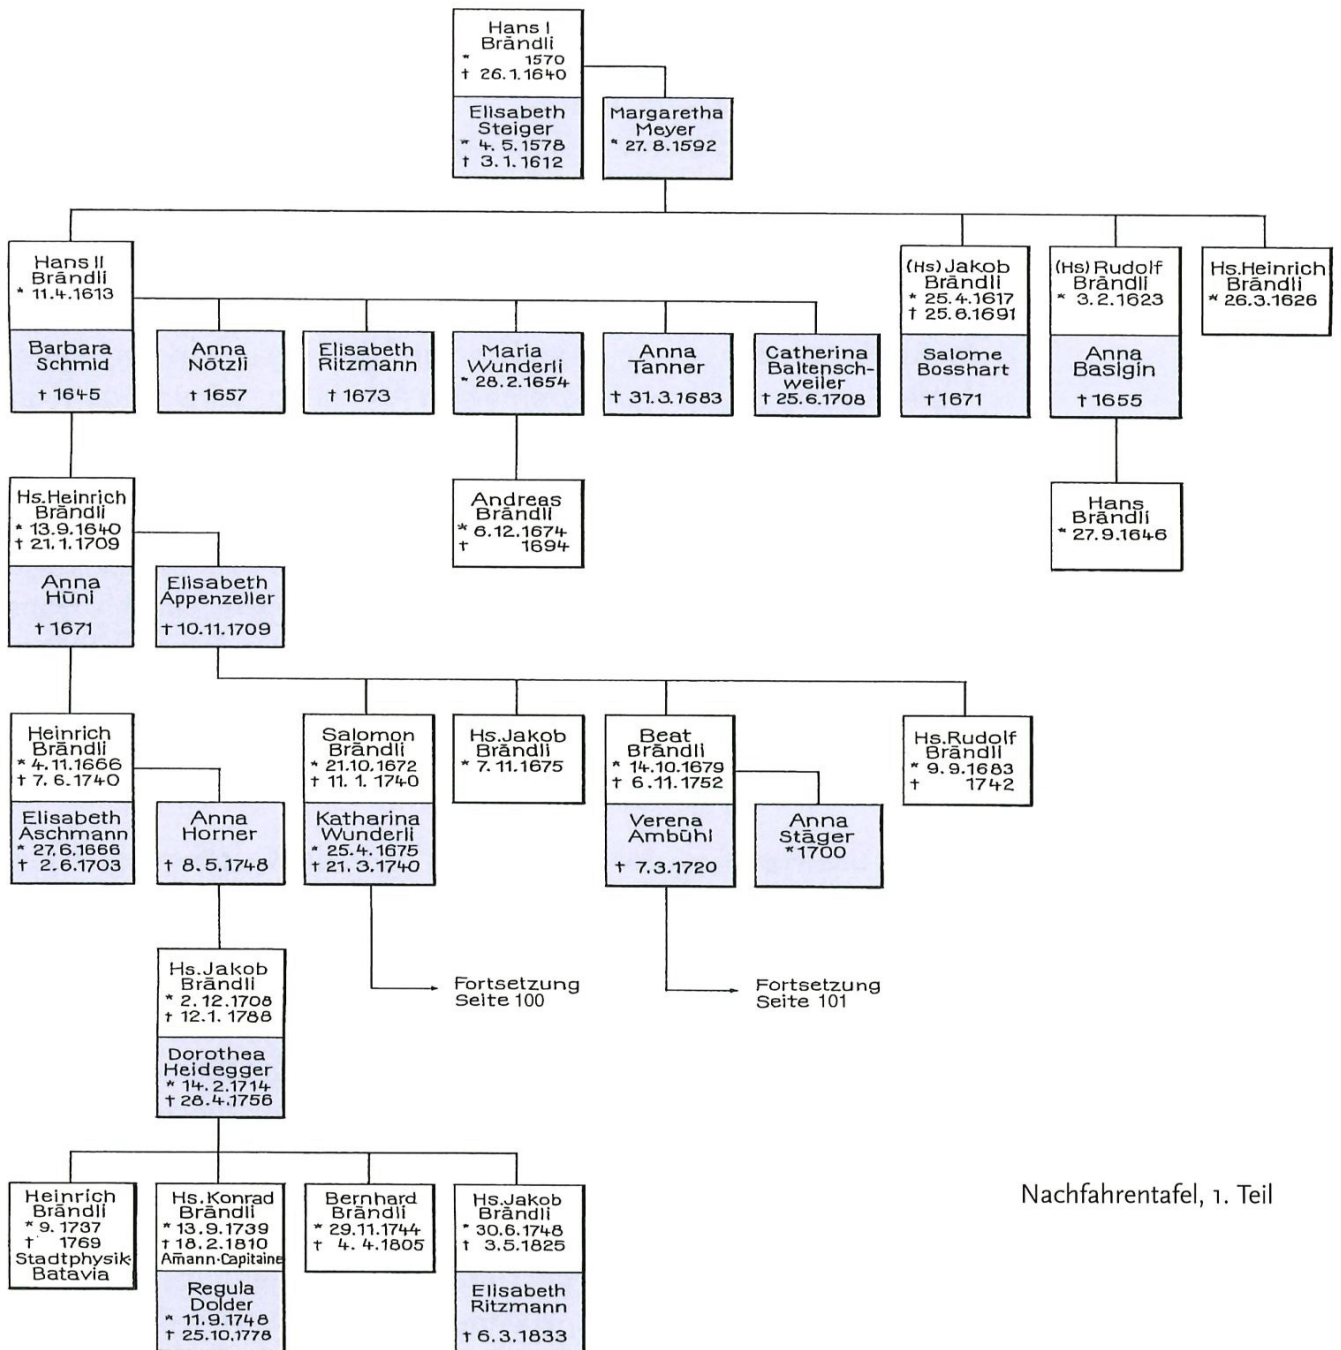 Hans I
Brändli
* 1570
† 26.1.1640
Elisabeth
Steiger
* 4.5.1578
† 3.1.1612
Margaretha
Meyer
* 27.8.1592
Hans II
Brändli
* 11.4.1613
Barbara
Schmid
† 1645
Anna
Nötzli
† 1657
Elisabeth
Ritzmann
† 1673
Maria
Wunderli
* 28.2.1654
Anna
Tanner
† 31.3.1683
Catherina
Baltensch-
weiler
† 25.6.1708
(Hs) Jakob
Brändli
* 25.4.1617
† 25.6.1691
Salome
Bosshart
† 1671
(Hs) Rudolf
Brändli
* 3.2.1623
Anna
Baslgin
† 1655
Hs. Heinrich
Brändli
* 26.3.1626
Hs. Heinrich
Brändli
* 13.9.1640
† 21.1.1709
Anna
Hüni
† 1671
Elisabeth
Appenzeller
† 10.11.1709
Andreas
Brändli
* 6.12.1674
† 1694
Hans
Brändli
* 27.9.1646
Heinrich
Brändli
* 4.11.1666
† 7.6.1740
Elisabeth
Aschmann
* 27.6.1666
† 2.6.1703
Anna
Horner
† 8.5.1748
Salomon
Brändli
* 21.10.1672
† 11.1.1740
Katharina
Wunderli
* 25.4.1675
† 21.3.1740
Hs. Jakob
Brändli
* 7.11.1675
Beat
Brändli
* 14.10.1679
† 6.11.1752
Verena
Ambühl
† 7.3.1720
Anna
Stäger
* 1700
Hs. Rudolf
Brändli
* 9.9.1683
† 1742
Hs. Jakob
Brändli
* 2.12.1708
† 12.1.1788
Dorothea
Heidegger
* 14.2.1714
† 28.4.1756
Fortsetzung
Seite 100
Fortsetzung
Seite 101
Heinrich
Brändli
* 9.1737
† 1769
Stadtphysik-
Batavia
Hs. Konrad
Brändli
* 13.9.1739
† 18.2.1810
Am̄ann-Capitaine
Regula
Dolder
* 11.9.1748
† 25.10.1778
Bernhard
Brändli
* 29.11.1744
† 4.4.1805
Hs. Jakob
Brändli
* 30.6.1748
† 3.5.1825
Elisabeth
Ritzmann
† 6.3.1833
Nachfahrentafel, 1. Teil